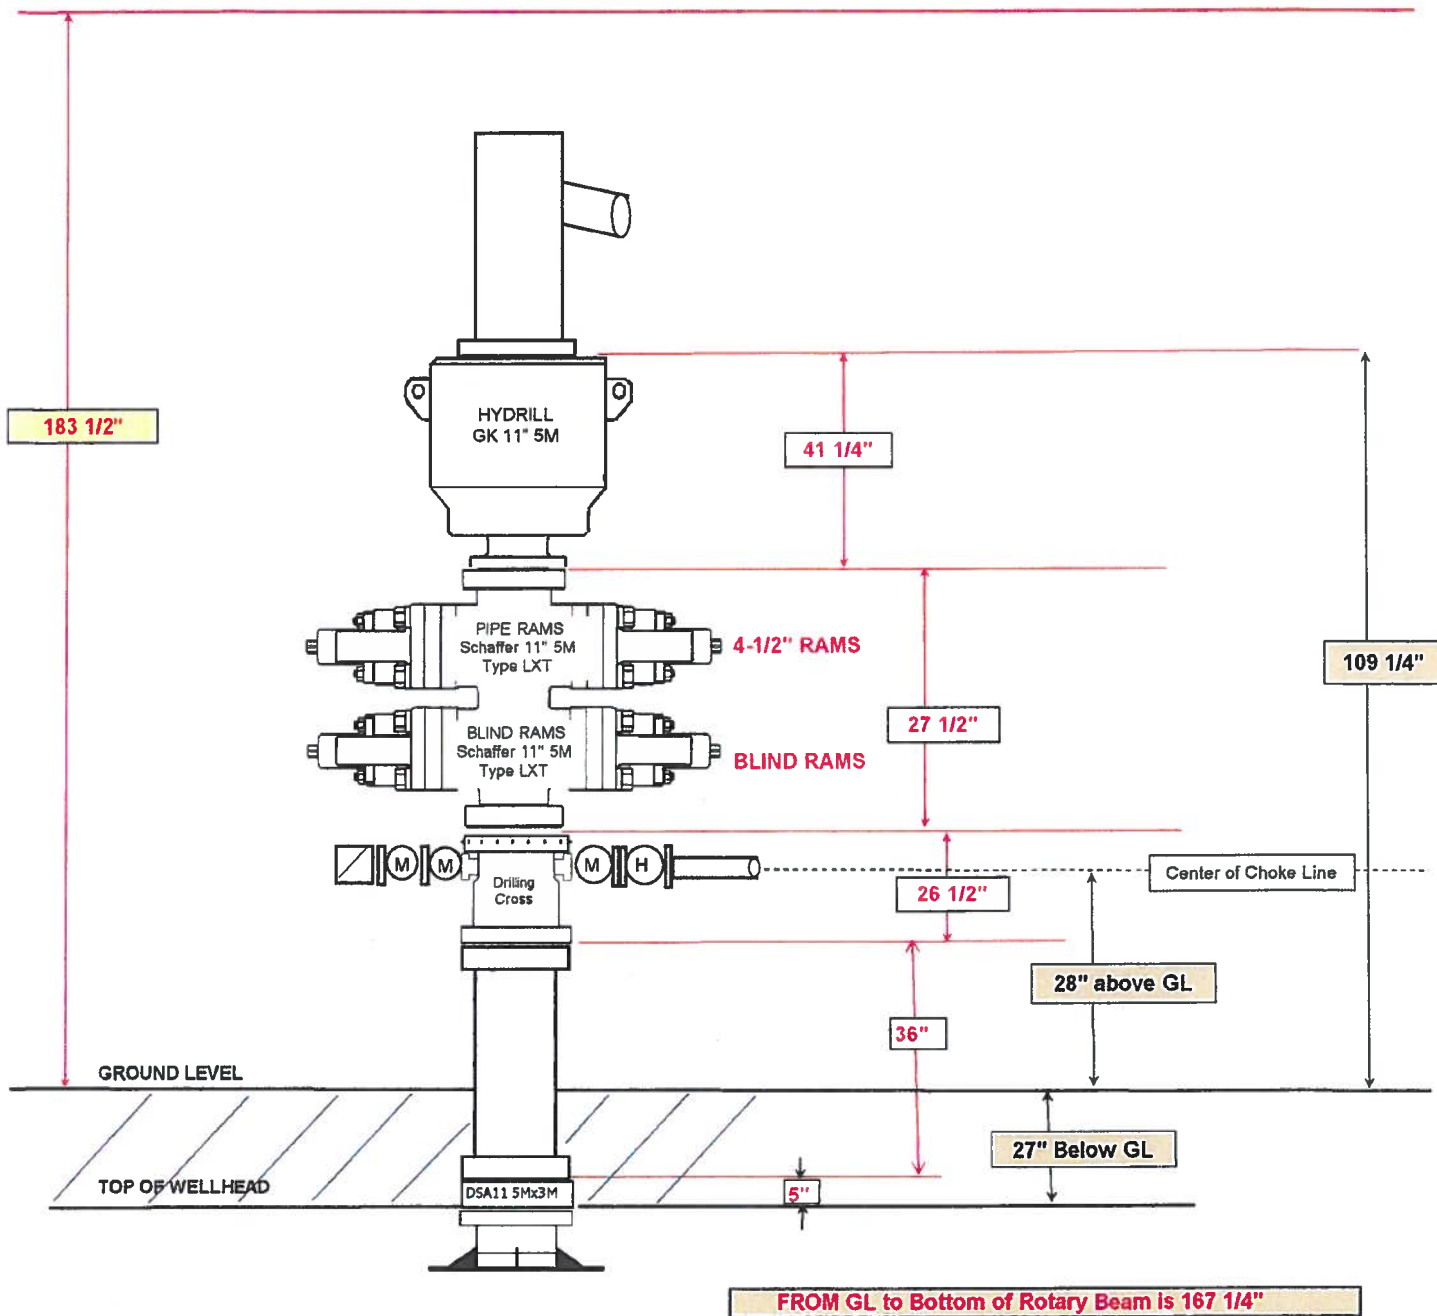 HYDRILL
GK 11" 5M
183 1/2"
41 1/4"
PIPE RAMS
Schaffer 11" 5M
Type LXT
4-1/2" RAMS
109 1/4"
27 1/2"
BLIND RAMS
Schaffer 11" 5M
Type LXT
BLIND RAMS
M
M
M
H
Center of Choke Line
Drilling
Cross
26 1/2"
28" above GL
36"
GROUND LEVEL
27" Below GL
TOP OF WELLHEAD
DSA11 5Mx3M
5"
FROM GL to Bottom of Rotary Beam is 167 1/4"